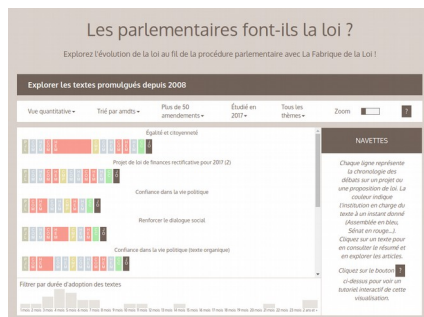 Les parlementaires font-ils la loi ?
Explorez l'évolution de la loi au fil de la procédure parlementaire avec La Fabrique de la Loi !
Explorer les textes promulgués depuis 2008
Vue quantitative
Trié par amdts
Plus de 50
amendements
Étudié en
2017
Tous les
thèmes
Zoom
?
Égalité et citoyenneté
Projet de loi de finances rectificative pour 2017 (2)
Confiance dans la vie politique
Renforcer le dialogue social
Confiance dans la vie politique (texte organique)
Filtrer par durée d'adoption des textes
NAVETTES
Chaque ligne représente
la chronologie des
débats sur un projet ou
une proposition de loi. La
couleur indique
l'institution en charge du
texte à un instant donné
(Assemblée en bleu,
Sénat en rouge...).
Cliquez sur un texte pour
en consulter le résumé et
en explorer les articles.
Cliquez sur le bouton ?
ci-dessus pour voir un
tutoriel interactif de cette
visualisation.